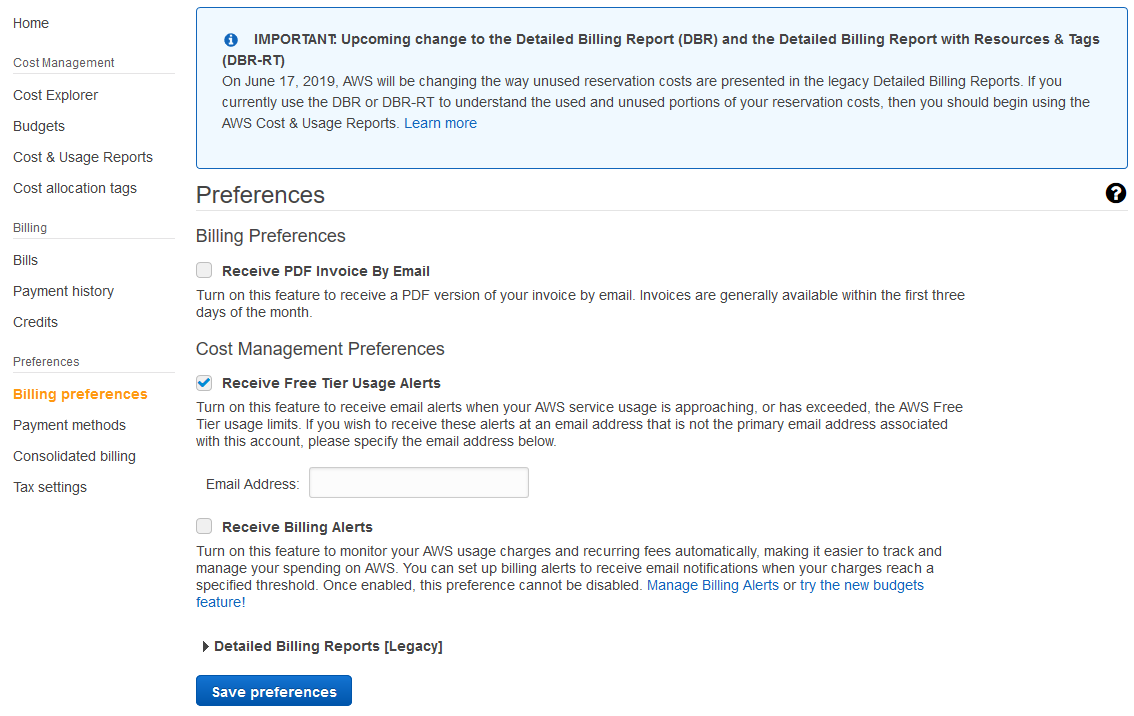 Home
Cost Management
Cost Explorer
Budgets
Cost & Usage Reports
Cost allocation tags
Billing
Bills
Payment history
Credits
Preferences
Billing preferences
Payment methods
Consolidated billing
Tax settings
IMPORTANT: Upcoming change to the Detailed Billing Report (DBR) and the Detailed Billing Report with Resources & Tags
(DBR-RT)
On June 17, 2019, AWS will be changing the way unused reservation costs are presented in the legacy Detailed Billing Reports. If you
currently use the DBR or DBR-RT to understand the used and unused portions of your reservation costs, then you should begin using the
AWS Cost & Usage Reports. Learn more
Preferences
Billing Preferences
Receive PDF Invoice By Email
Turn on this feature to receive a PDF version of your invoice by email. Invoices are generally available within the first three
days of the month.
Cost Management Preferences
Receive Free Tier Usage Alerts
Turn on this feature to receive email alerts when your AWS service usage is approaching, or has exceeded, the AWS Free
Tier usage limits. If you wish to receive these alerts at an email address that is not the primary email address associated
with this account, please specify the email address below.
Email Address:
Receive Billing Alerts
Turn on this feature to monitor your AWS usage charges and recurring fees automatically, making it easier to track and
manage your spending on AWS. You can set up billing alerts to receive email notifications when your charges reach a
specified threshold. Once enabled, this preference cannot be disabled. Manage Billing Alerts or try the new budgets
feature!
Detailed Billing Reports [Legacy]
Save preferences